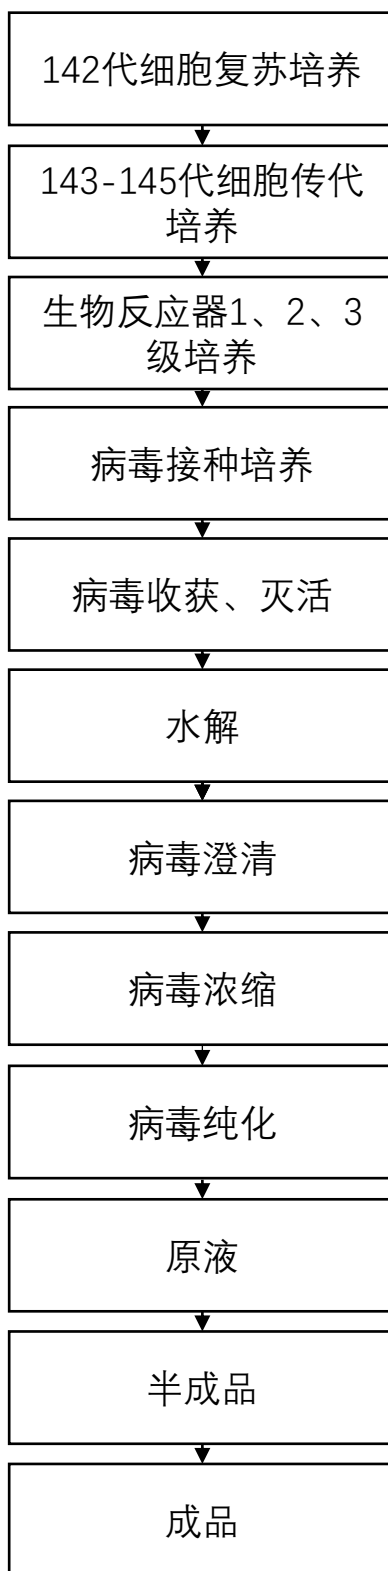 142代细胞复苏培养
143-145代细胞传代
培养
生物反应器1、2、3
级培养
病毒接种培养
病毒收获、灭活
水解
病毒澄清
病毒浓缩
病毒纯化
原液
半成品
成品